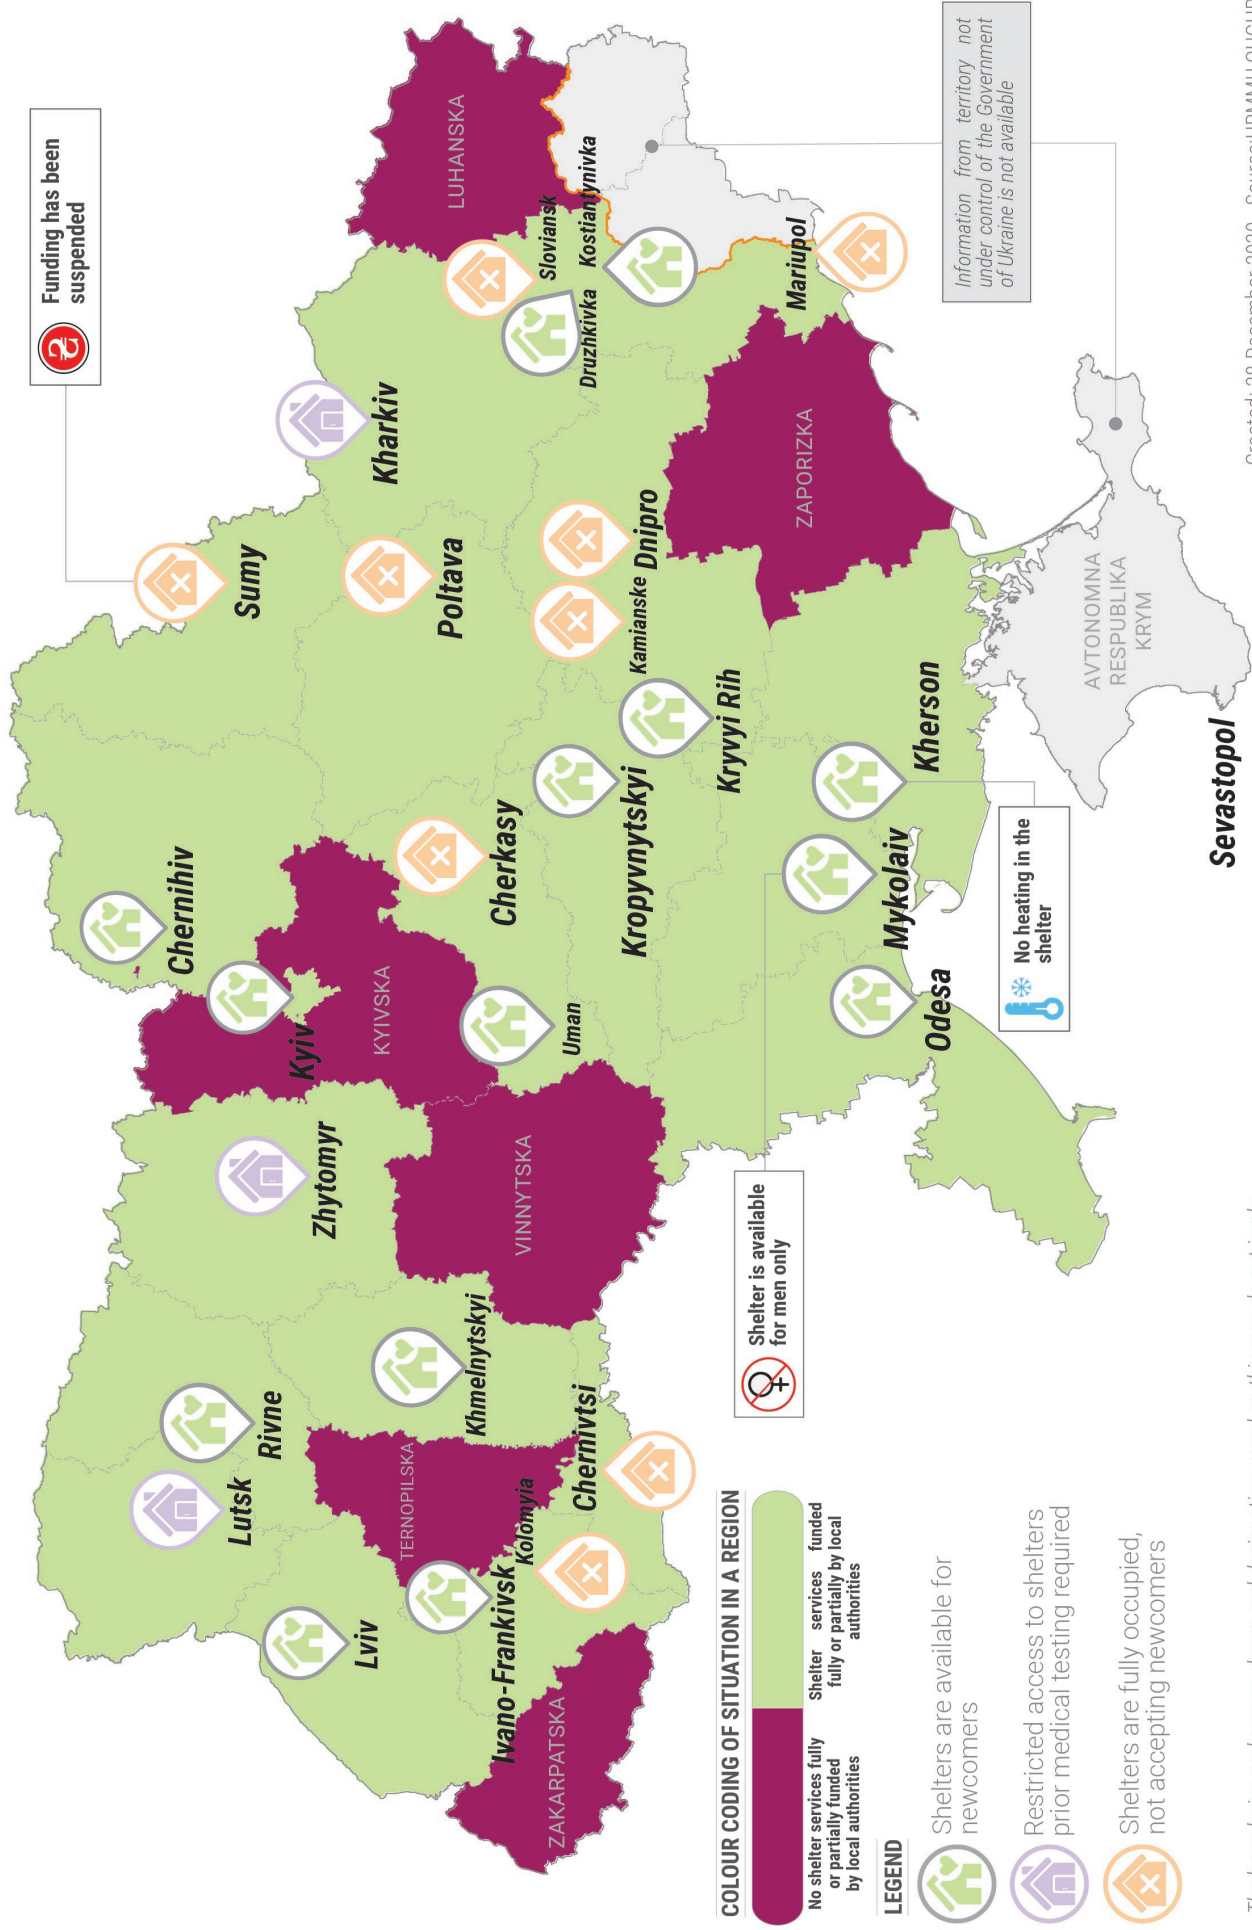 Funding has been
suspended
LUHANSKA
Sumy
Kharkiv
Sloviansk
Kostiantynivka
Druzhkivka
Mariupol
Poltava
Dnipro
Kamianske
ZAPORIZKA
Chernihiv
Kyiv
KYIVSKA
Cherkasy
Kropyvnytskyi
Kryvyi Rih
Uman
Zhytomyr
VINNYTSKA
Mykolaiv
Kherson
Odesa
Rivne
Lutsk
Khmelnytskyi
TERNOPILSKA
Chernivtsi
Kolomyia
Lviv
Ivano-Frankivsk
ZAKARPATSKA
AVTONOMNA
RESPUBLIKA
KRYM
Sevastopol
Information from territory not
under control of the Government
of Ukraine is not available
No heating in the
shelter
Shelter is available
for men only
COLOUR CODING OF SITUATION IN A REGION
No shelter services fully
or partially funded
by local authorities
Shelter services funded
fully or partially by local
authorities
LEGEND
Shelters are available for
newcomers
Restricted access to shelters
prior medical testing required
Shelters are fully occupied,
not accepting newcomers